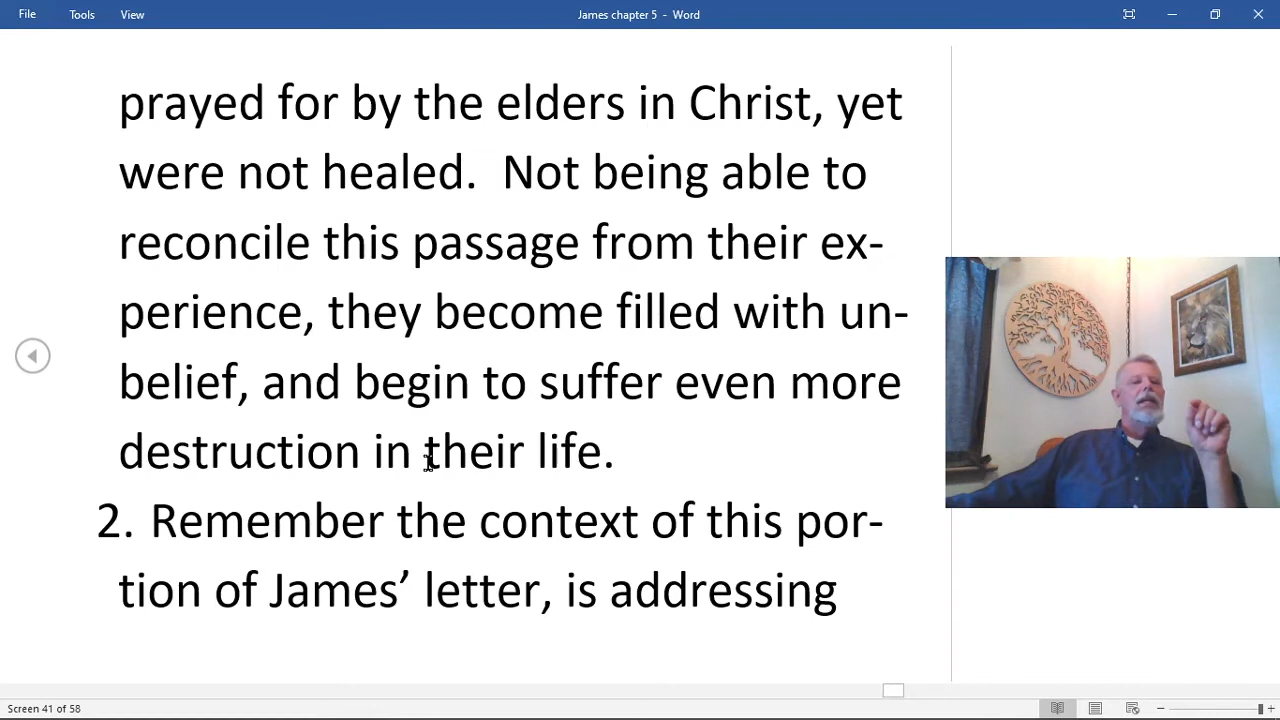 File Tools View James chapter 5 - Word
prayed for by the elders in Christ, yet
were not healed.  Not being able to
reconcile this passage from their ex-
perience, they become filled with un-
belief, and begin to suffer even more
destruction in their life.
2. Remember the context of this por-
tion of James’ letter, is addressing
Screen 41 of 58